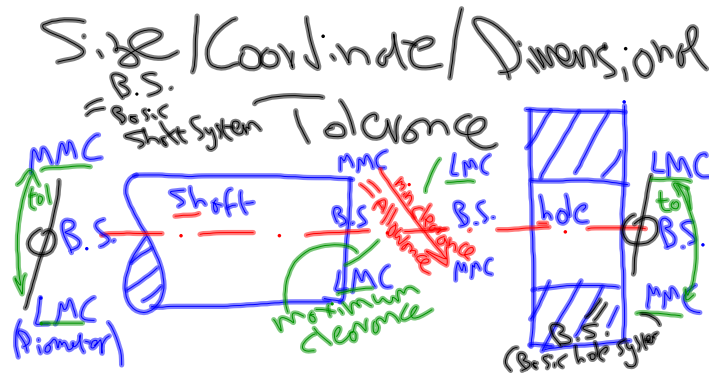 Size/Coordinate/Dimensional
Tolerance
= B.S.
Basic
Shaft System
MMC
tol
B.S.
LMC
(Diameter)
Shaft
MMC
B.S
LMC
maximum
clearance
min clearance
= Allowance
LMC
B.S.
MMC
hole
LMC
tol
B.S.
MMC
B.S.
(Basic hole system